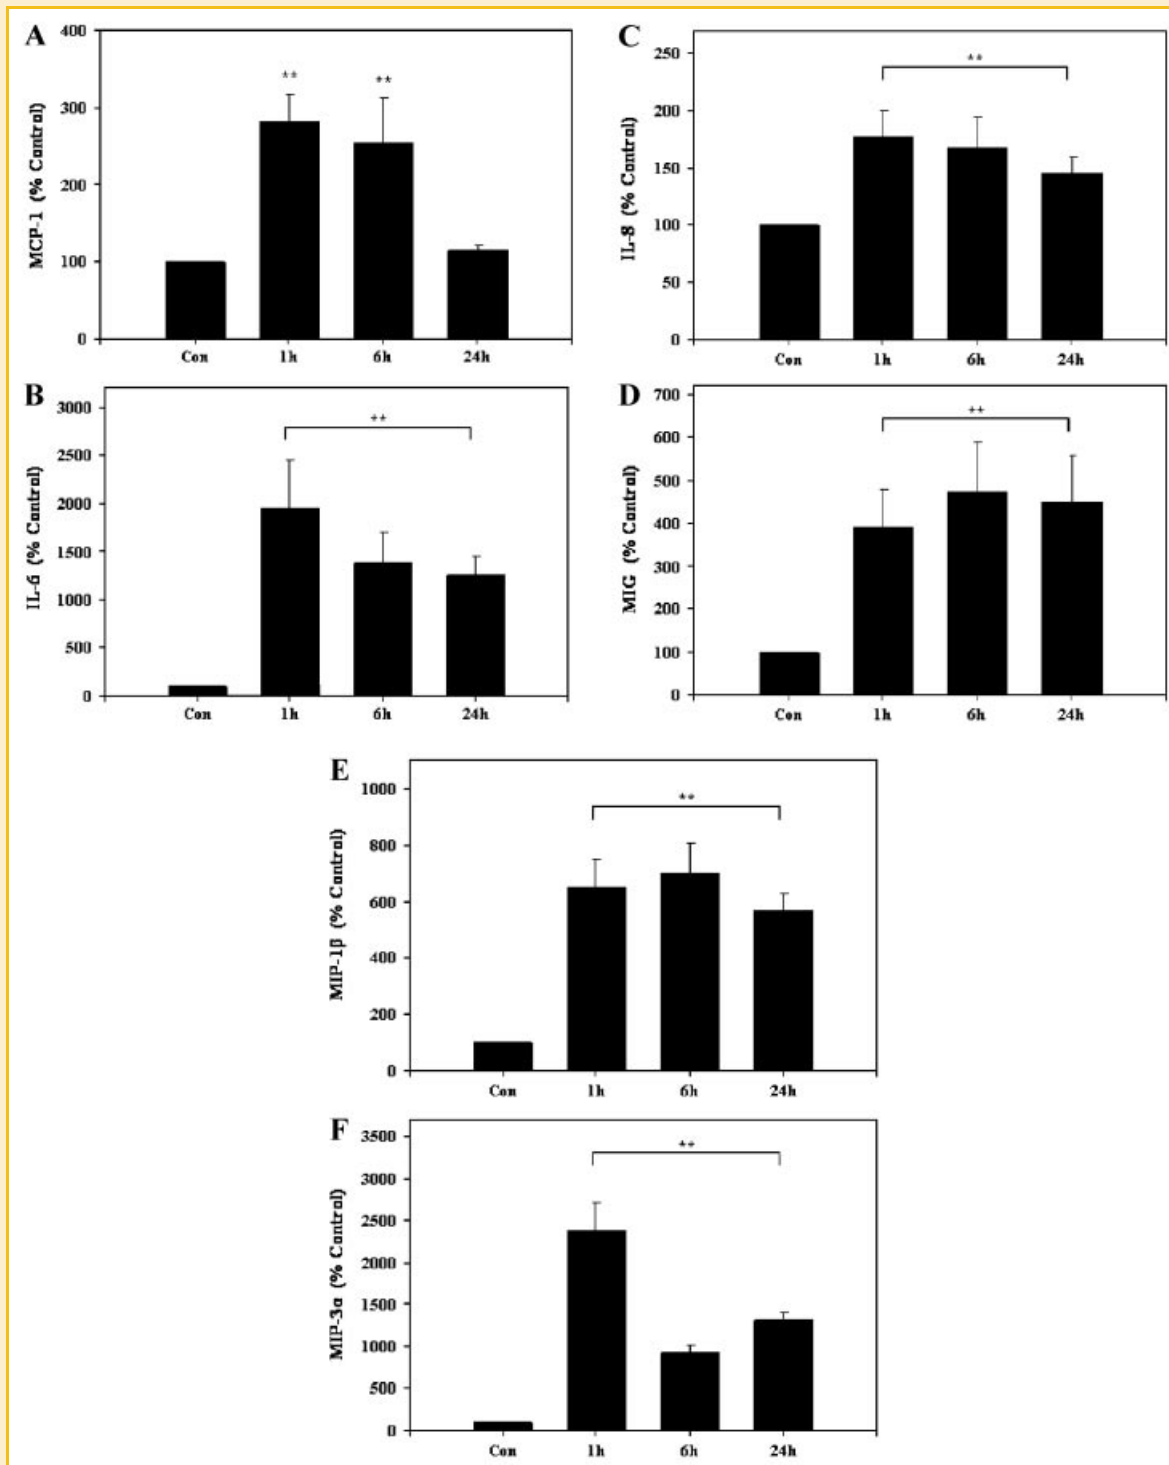 A
MCP-1 (% Control)
400
300
200
100
0
**
**
Con 1h 6h 24h
B
IL-6 (% Control)
3000
2500
2000
1500
1000
500
0
**
Con 1h 6h 24h
C
IL-8 (% Control)
250
200
150
100
50
0
**
Con 1h 6h 24h
D
MIG (% Control)
700
600
500
400
300
200
100
0
**
Con 1h 6h 24h
E
MIP-1β (% Control)
1000
800
600
400
200
0
**
Con 1h 6h 24h
F
MIP-3α (% Control)
3500
3000
2500
2000
1500
1000
500
0
**
Con 1h 6h 24h